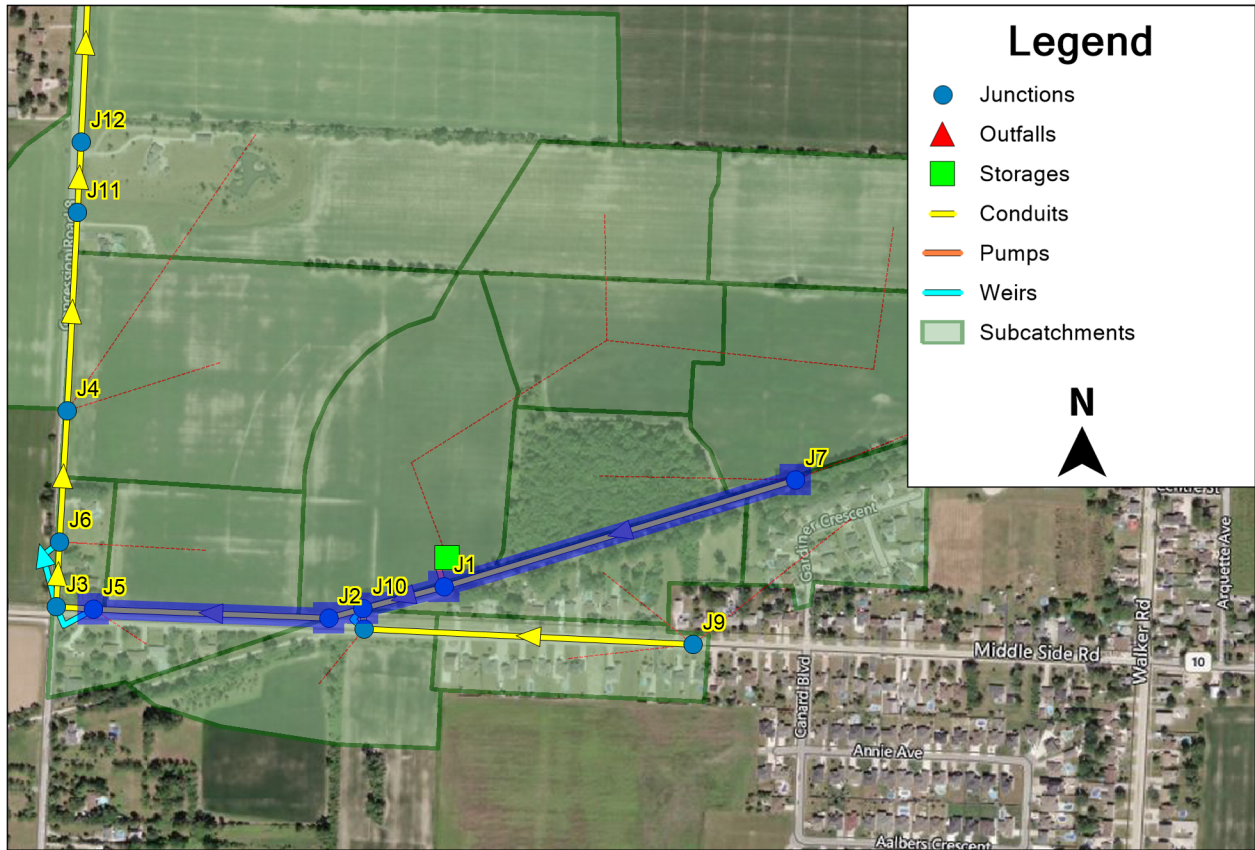 Legend
Junctions
Outfalls
Storages
Conduits
Pumps
Weirs
Subcatchments
N
J12
J11
J4
J7
J6
J3
J5
J2
J10
J1
J9
Gardiner Crescent
Middle Side Rd
10
Walker Rd
Arquette Ave
Canard Blvd
Annie Ave
Aalbers Crescent